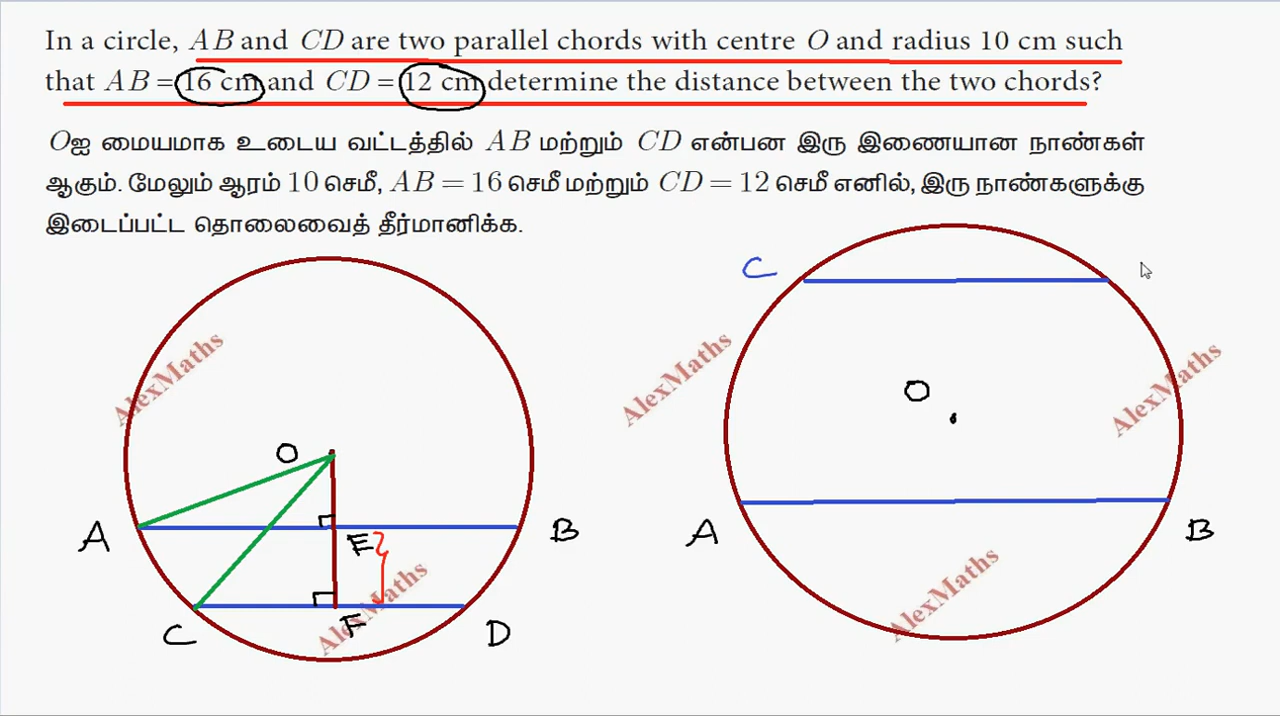 In a circle, AB and CD are two parallel chords with centre O and radius 10 cm such
that AB = 16 cm and CD = 12 cm determine the distance between the two chords?
Oஐ மையமாக உடைய வட்டத்தில் AB மற்றும் CD என்பன இரு இணையான நாண்கள்
ஆகும். மேலும் ஆரம் 10 செமீ, AB = 16 செமீ மற்றும் CD = 12 செமீ எனில், இரு நாண்களுக்கு
இடைப்பட்ட தொலைவைத் தீர்மானிக்க.
C
AlexMaths
AlexMaths
AlexMaths
O
O
A
E
B
A
B
C
F
D
AlexMaths
AlexMaths